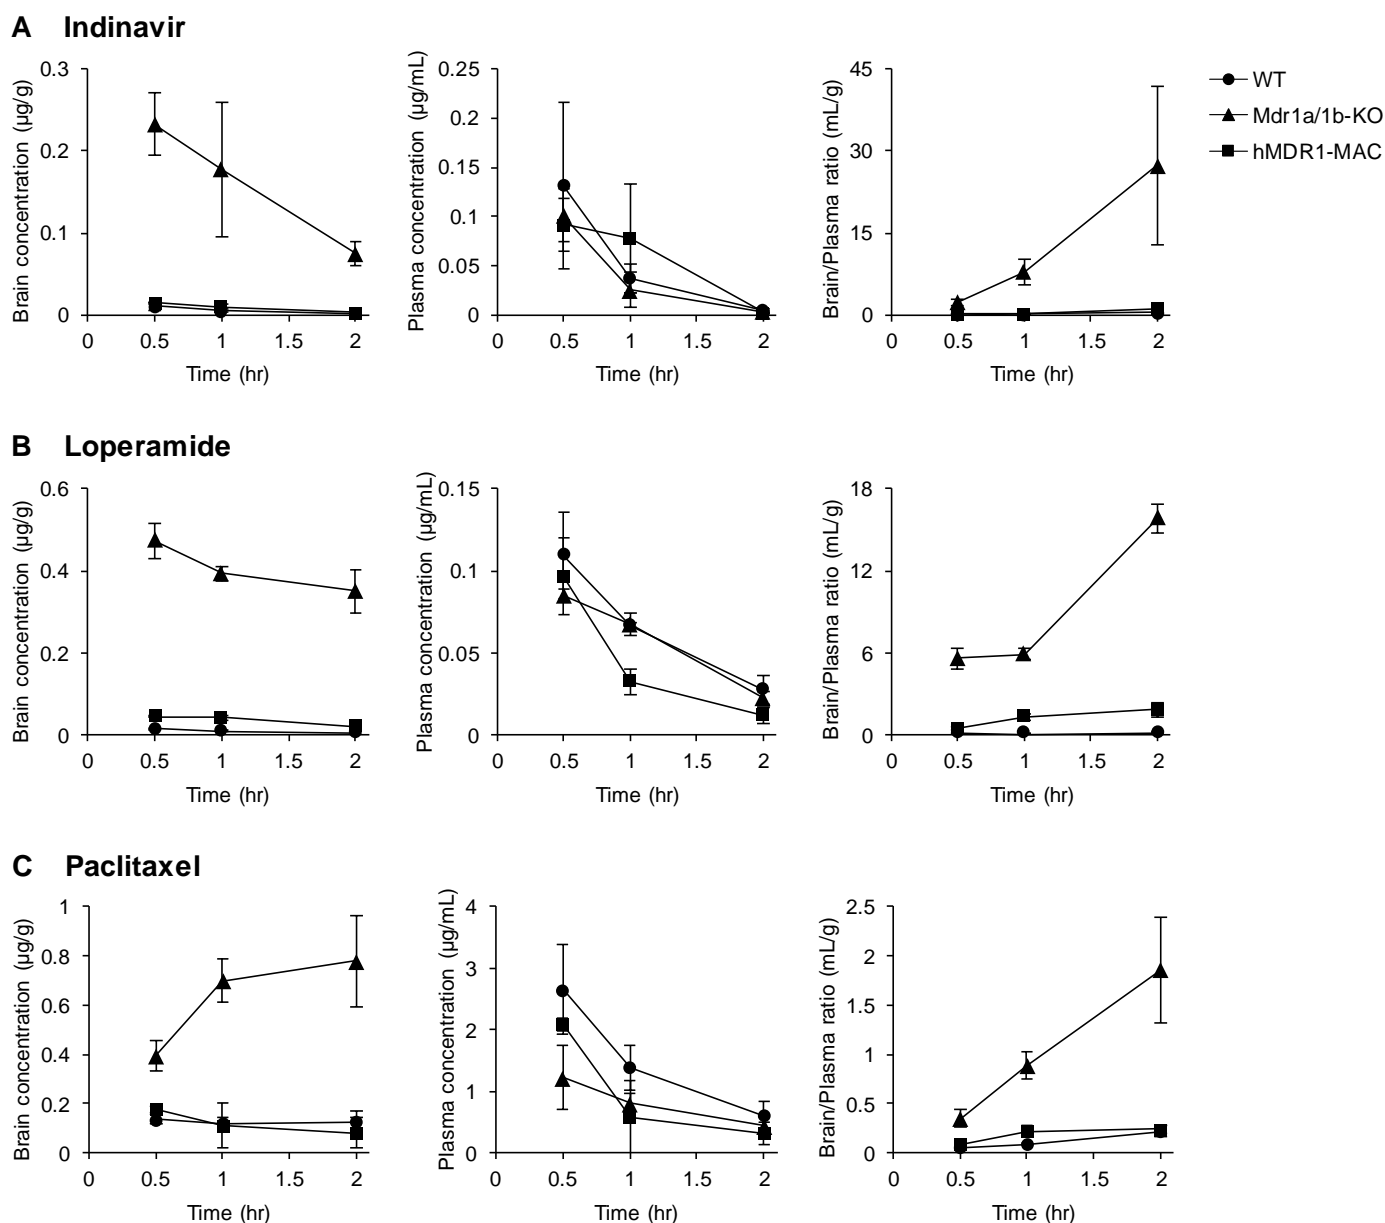 A Indinavir
Brain concentration (µg/g)
0.3
0.2
0.1
0
0 0.5 1 1.5 2
Time (hr)
Plasma concentration (µg/mL)
0.25
0.2
0.15
0.1
0.05
0
0 0.5 1 1.5 2
Time (hr)
Brain/Plasma ratio (mL/g)
45
30
15
0
0 0.5 1 1.5 2
Time (hr)
WT
Mdr1a/1b-KO
hMDR1-MAC
B Loperamide
Brain concentration (µg/g)
0.6
0.4
0.2
0
0 0.5 1 1.5 2
Time (hr)
Plasma concentration (µg/mL)
0.15
0.1
0.05
0
0 0.5 1 1.5 2
Time (hr)
Brain/Plasma ratio (mL/g)
18
12
6
0
0 0.5 1 1.5 2
Time (hr)
C Paclitaxel
Brain concentration (µg/g)
1
0.8
0.6
0.4
0.2
0
0 0.5 1 1.5 2
Time (hr)
Plasma concentration (µg/mL)
4
3
2
1
0
0 0.5 1 1.5 2
Time (hr)
Brain/Plasma ratio (mL/g)
2.5
2
1.5
1
0.5
0
0 0.5 1 1.5 2
Time (hr)